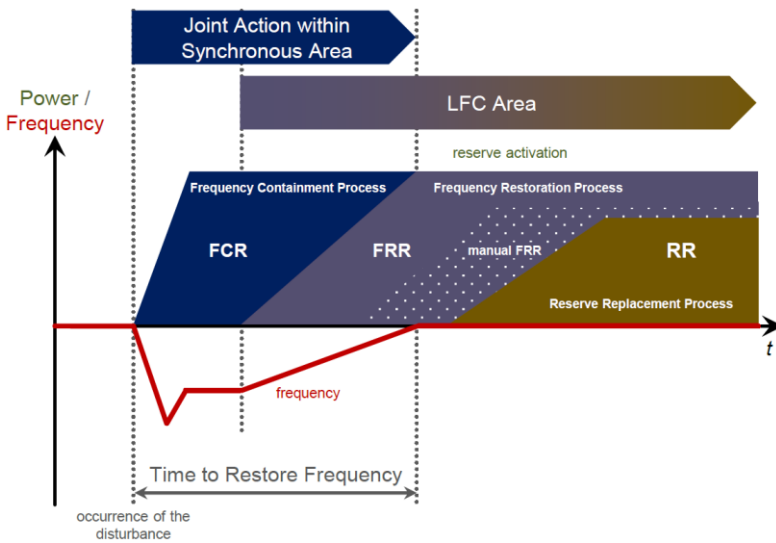 Joint Action within
Synchronous Area
LFC Area
Power /
Frequency
reserve activation
Frequency Containment Process
Frequency Restoration Process
FCR
FRR
manual FRR
RR
Reserve Replacement Process
t
frequency
Time to Restore Frequency
occurrence of the
disturbance